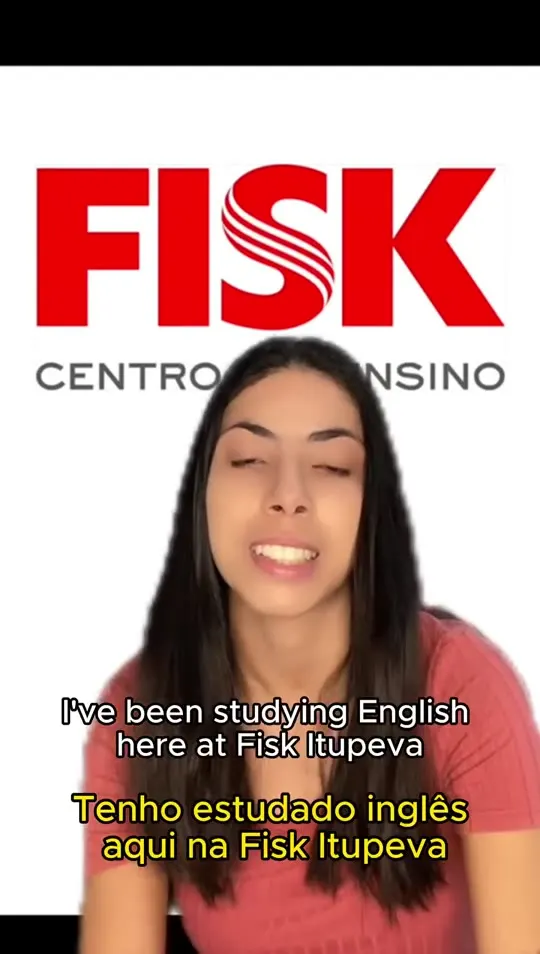 FISK
CENTRO NSINO
I've been studying English
here at Fisk Itupeva
Tenho estudado inglês
aqui na Fisk Itupeva